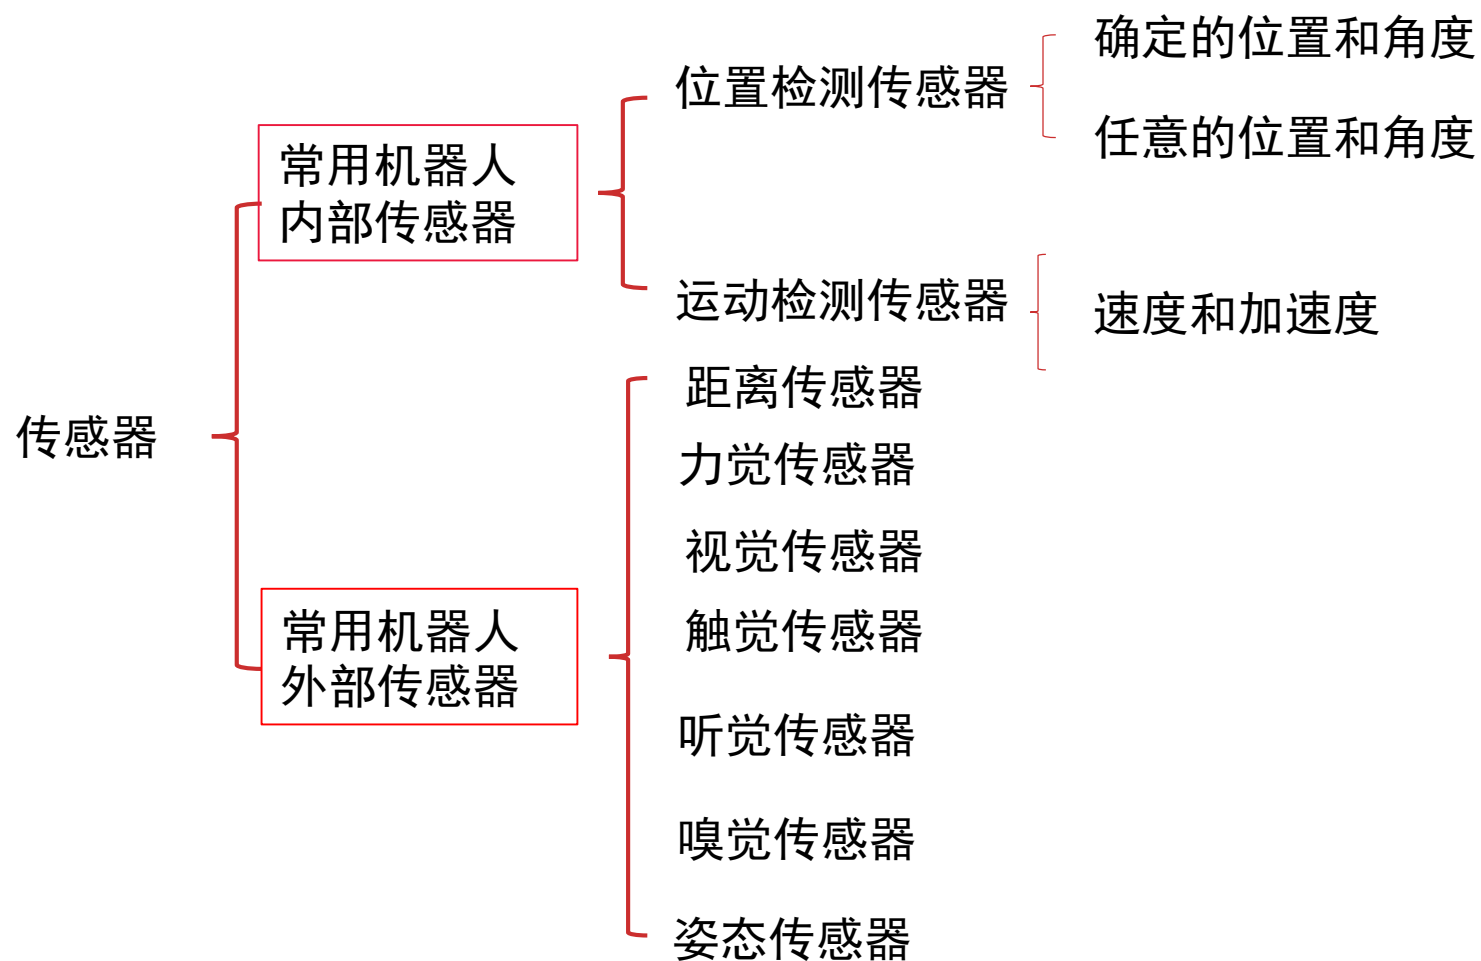 传感器
常用机器人
内部传感器
位置检测传感器
确定的位置和角度
任意的位置和角度
运动检测传感器
速度和加速度
常用机器人
外部传感器
距离传感器
力觉传感器
视觉传感器
触觉传感器
听觉传感器
嗅觉传感器
姿态传感器